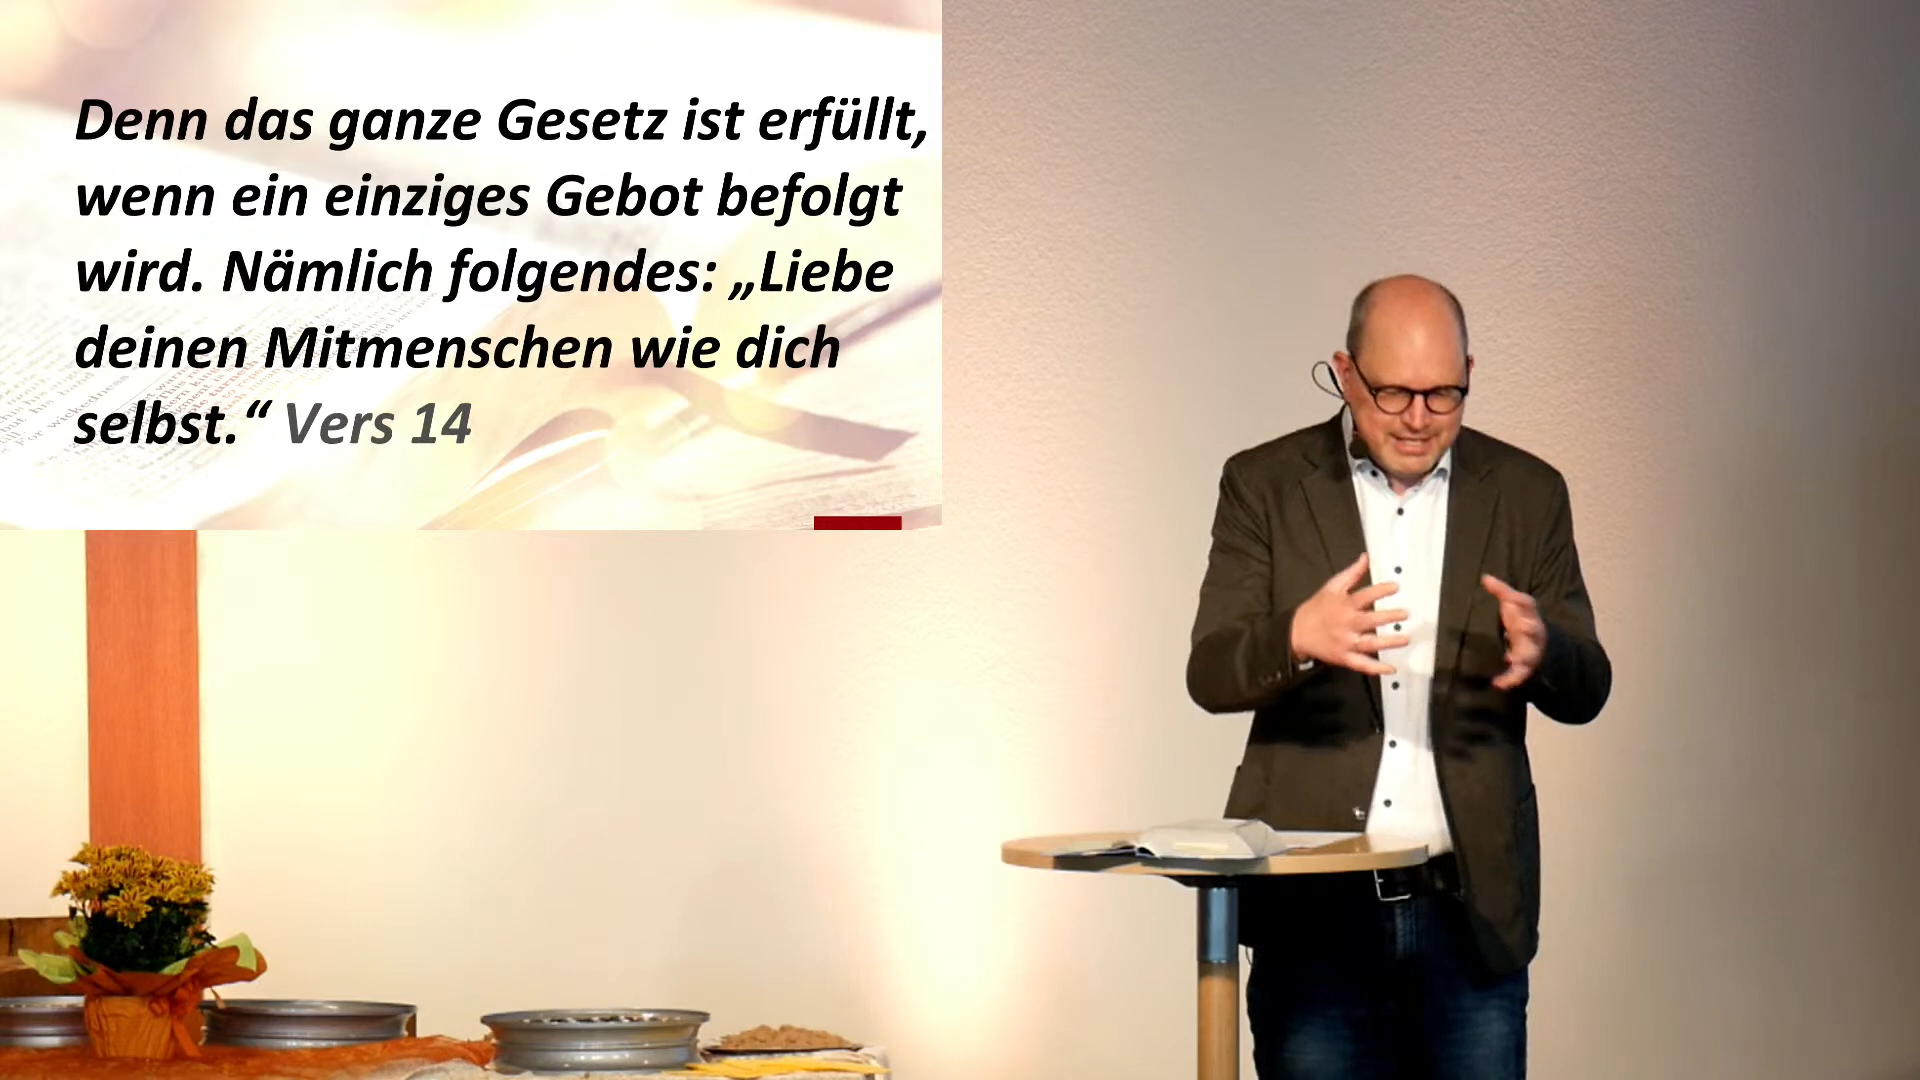 Denn das ganze Gesetz ist erfüllt,
wenn ein einziges Gebot befolgt
wird. Nämlich folgendes: „Liebe
deinen Mitmenschen wie dich
selbst.“ Vers 14